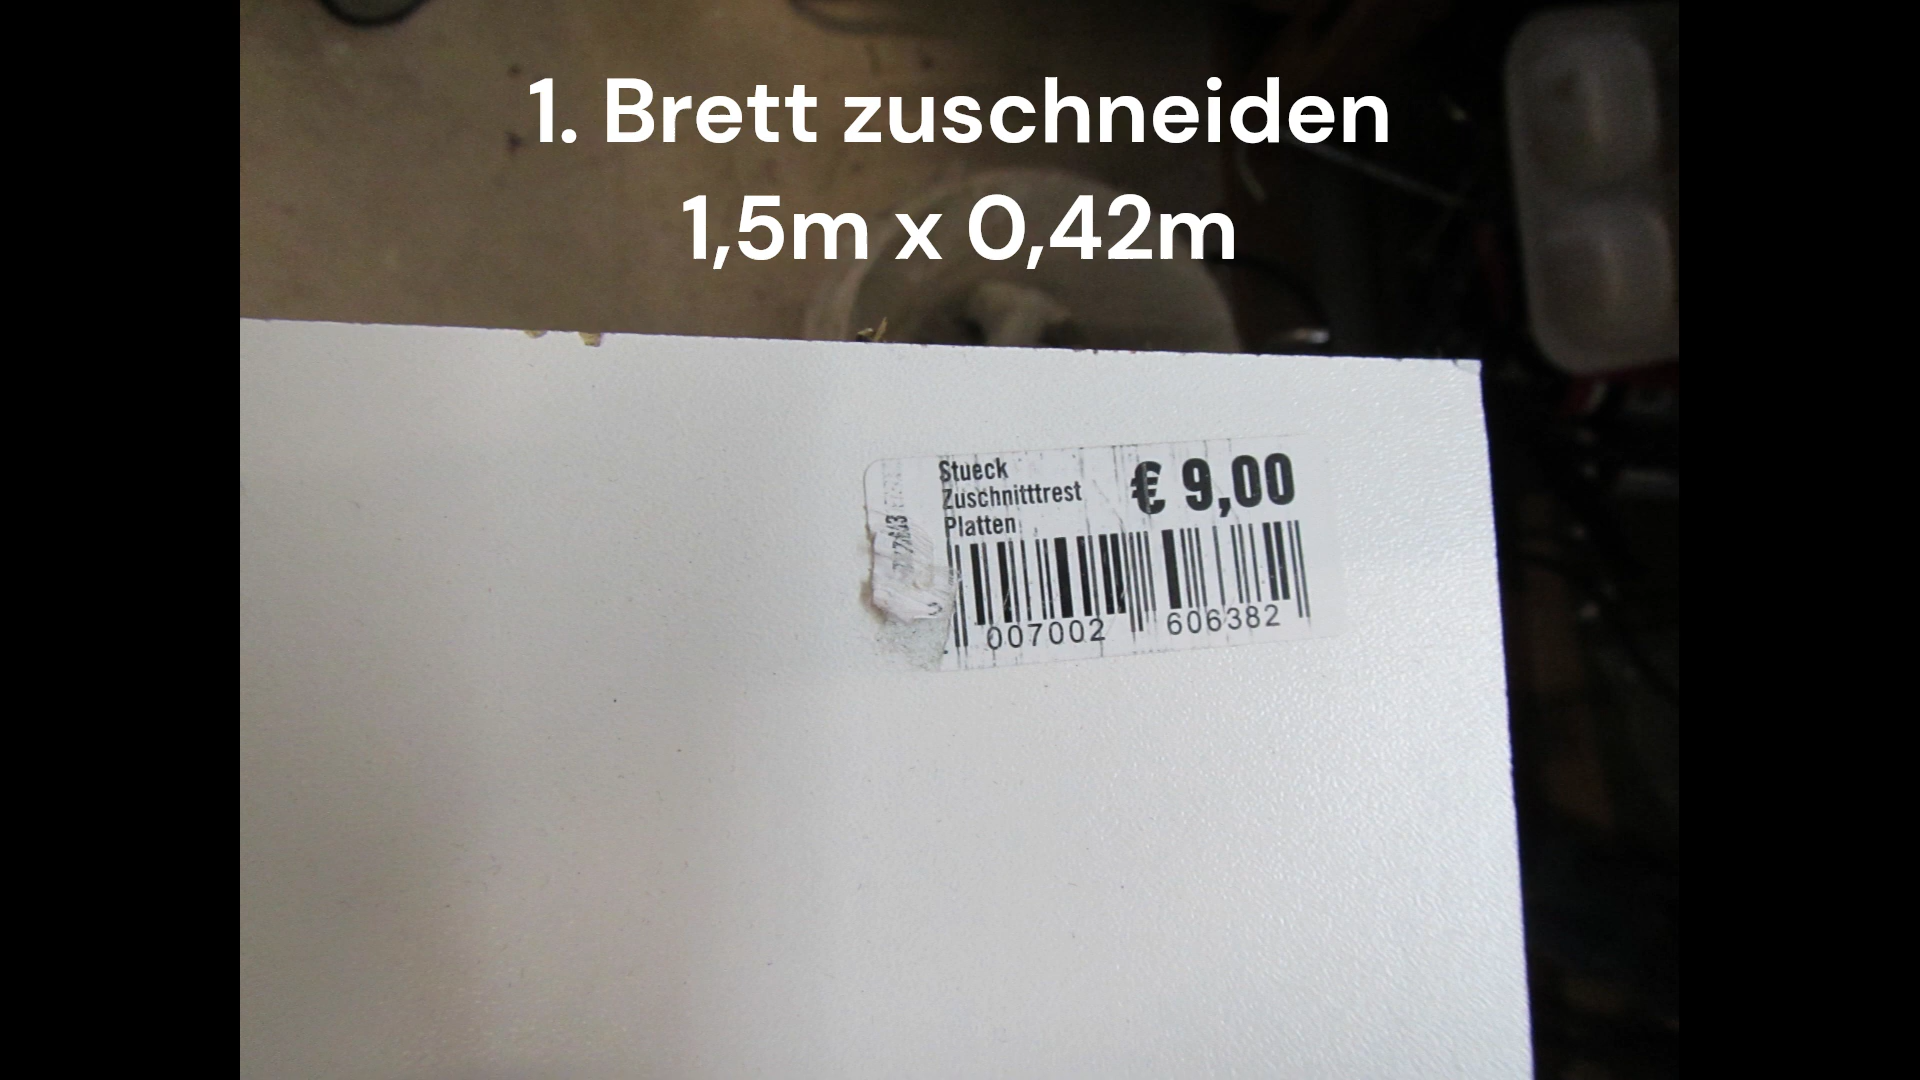 1. Brett zuschneiden
1,5m x 0,42m
Stueck
Zuschnitttrest
Platten
€ 9,00
007002 606382